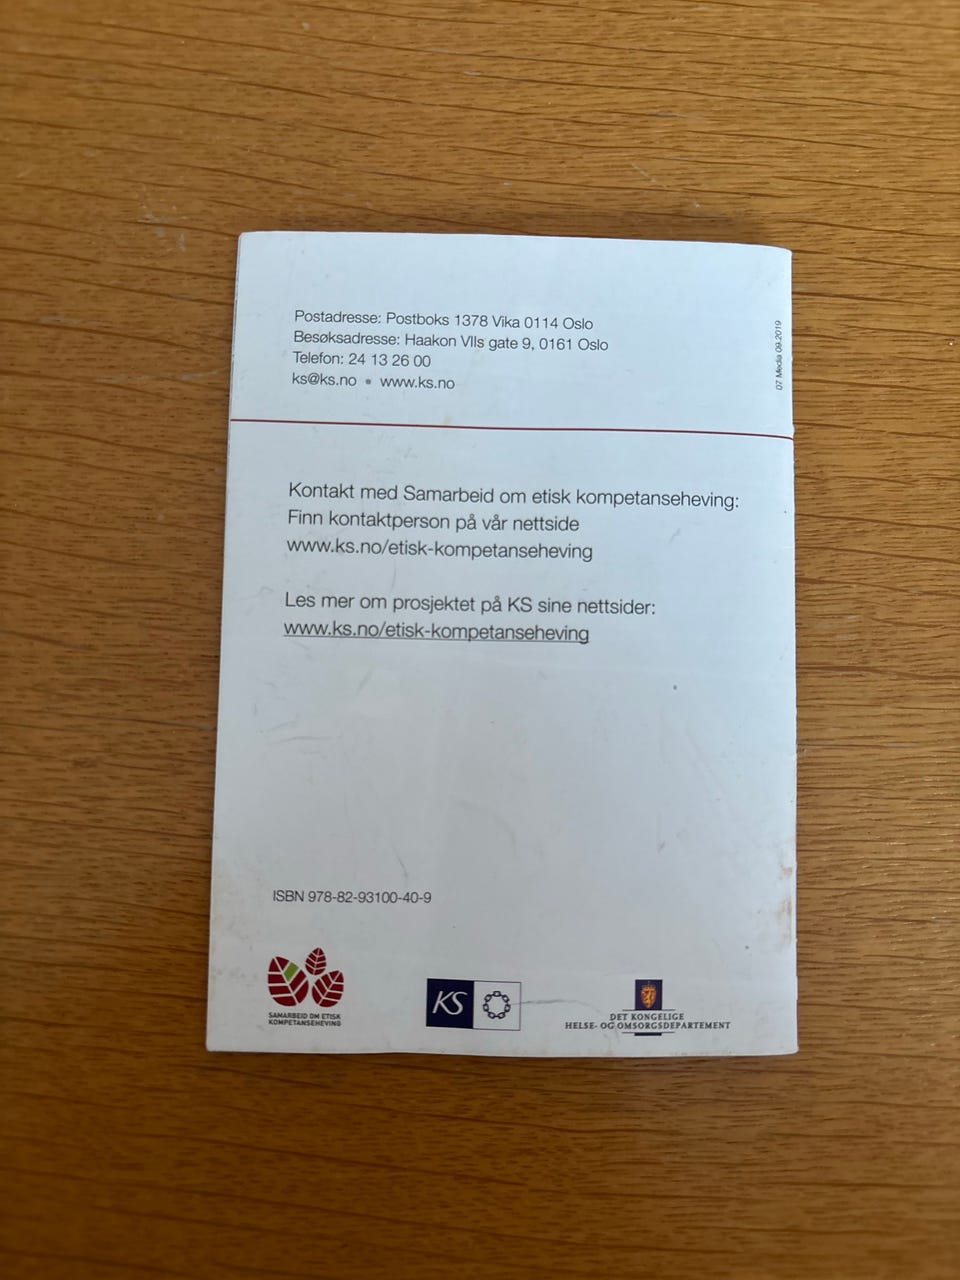 Postadresse: Postboks 1378 Vika 0114 Oslo
Besøksadresse: Haakon VIIs gate 9, 0161 Oslo
Telefon: 24 13 26 00
ks@ks.no • www.ks.no
07 Media 09.2019
Kontakt med Samarbeid om etisk kompetanseheving:
Finn kontaktperson på vår nettside
www.ks.no/etisk-kompetanseheving
Les mer om prosjektet på KS sine nettsider:
www.ks.no/etisk-kompetanseheving
ISBN 978-82-93100-40-9
SAMARBEID OM ETISK
KOMPETANSEHEVING
KS
DET KONGELIGE
HELSE- OG OMSORGSDEPARTEMENT